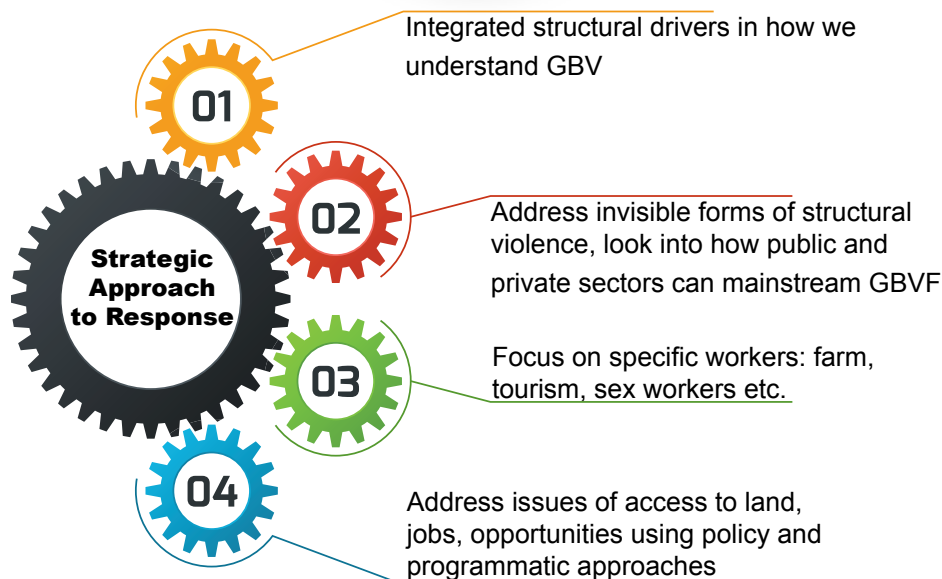 Integrated structural drivers in how we
understand GBV
01
Strategic
Approach
to Response
02
Address invisible forms of structural
violence, look into how public and
private sectors can mainstream GBVF
03
Focus on specific workers: farm,
tourism, sex workers etc.
04
Address issues of access to land,
jobs, opportunities using policy and
programmatic approaches